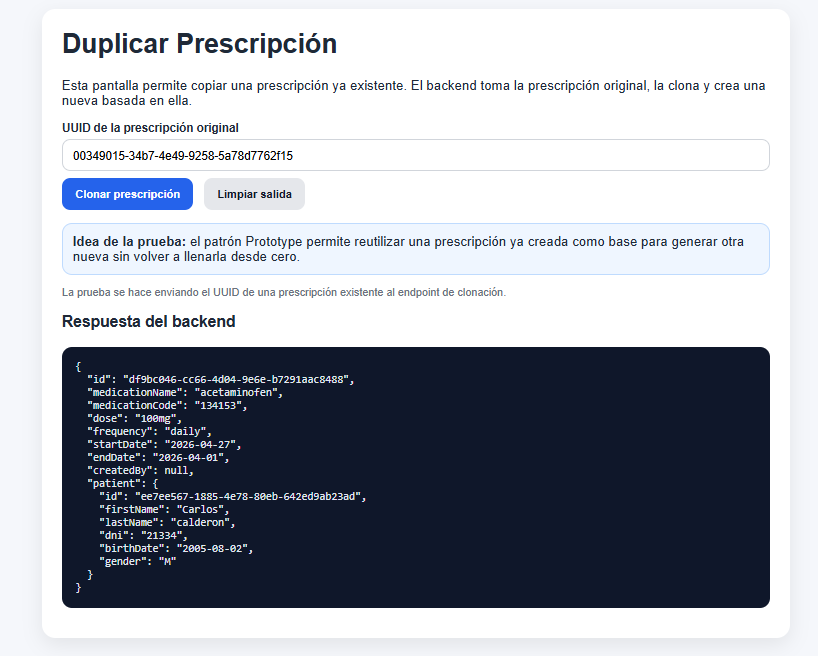 Duplicar Prescripción
Esta pantalla permite copiar una prescripción ya existente. El backend toma la prescripción original, la clona y crea una
nueva basada en ella.
UUID de la prescripción original
00349015-34b7-4e49-9258-5a78d7762f15
Clonar prescripción
Limpiar salida
Idea de la prueba: el patrón Prototype permite reutilizar una prescripción ya creada como base para generar otra
nueva sin volver a llenarla desde cero.
La prueba se hace enviando el UUID de una prescripción existente al endpoint de clonación.
Respuesta del backend
{
  "id": "df9bc046-cc66-4d04-9e6e-b7291aac8488",
  "medicationName": "acetaminofen",
  "medicationCode": "134153",
  "dose": "100mg",
  "frequency": "daily",
  "startDate": "2026-04-27",
  "endDate": "2026-04-01",
  "createdBy": null,
  "patient": {
    "id": "ee7ee567-1885-4e78-80eb-642ed9ab23ad",
    "firstName": "Carlos",
    "lastName": "calderon",
    "dni": "21334",
    "birthDate": "2005-08-02",
    "gender": "M"
  }
}